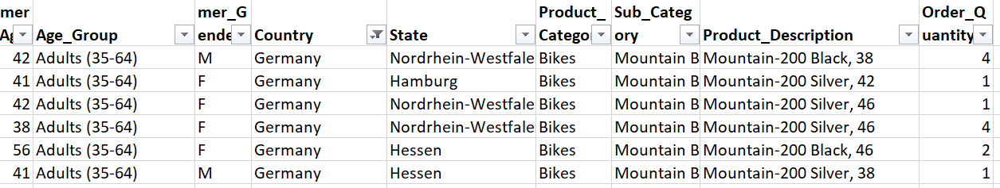 mer Ag Age_Group mer_G ende Country State Product_ Catego Sub_Categ ory Product_Description Order_Q uantity
42 Adults (35-64) M Germany Nordrhein-Westfale Bikes Mountain B Mountain-200 Black, 38 4
41 Adults (35-64) F Germany Hamburg Bikes Mountain B Mountain-200 Silver, 42 1
42 Adults (35-64) F Germany Nordrhein-Westfale Bikes Mountain B Mountain-200 Silver, 46 1
38 Adults (35-64) F Germany Nordrhein-Westfale Bikes Mountain B Mountain-200 Silver, 46 4
56 Adults (35-64) F Germany Hessen Bikes Mountain B Mountain-200 Black, 46 2
41 Adults (35-64) M Germany Hessen Bikes Mountain B Mountain-200 Silver, 38 1